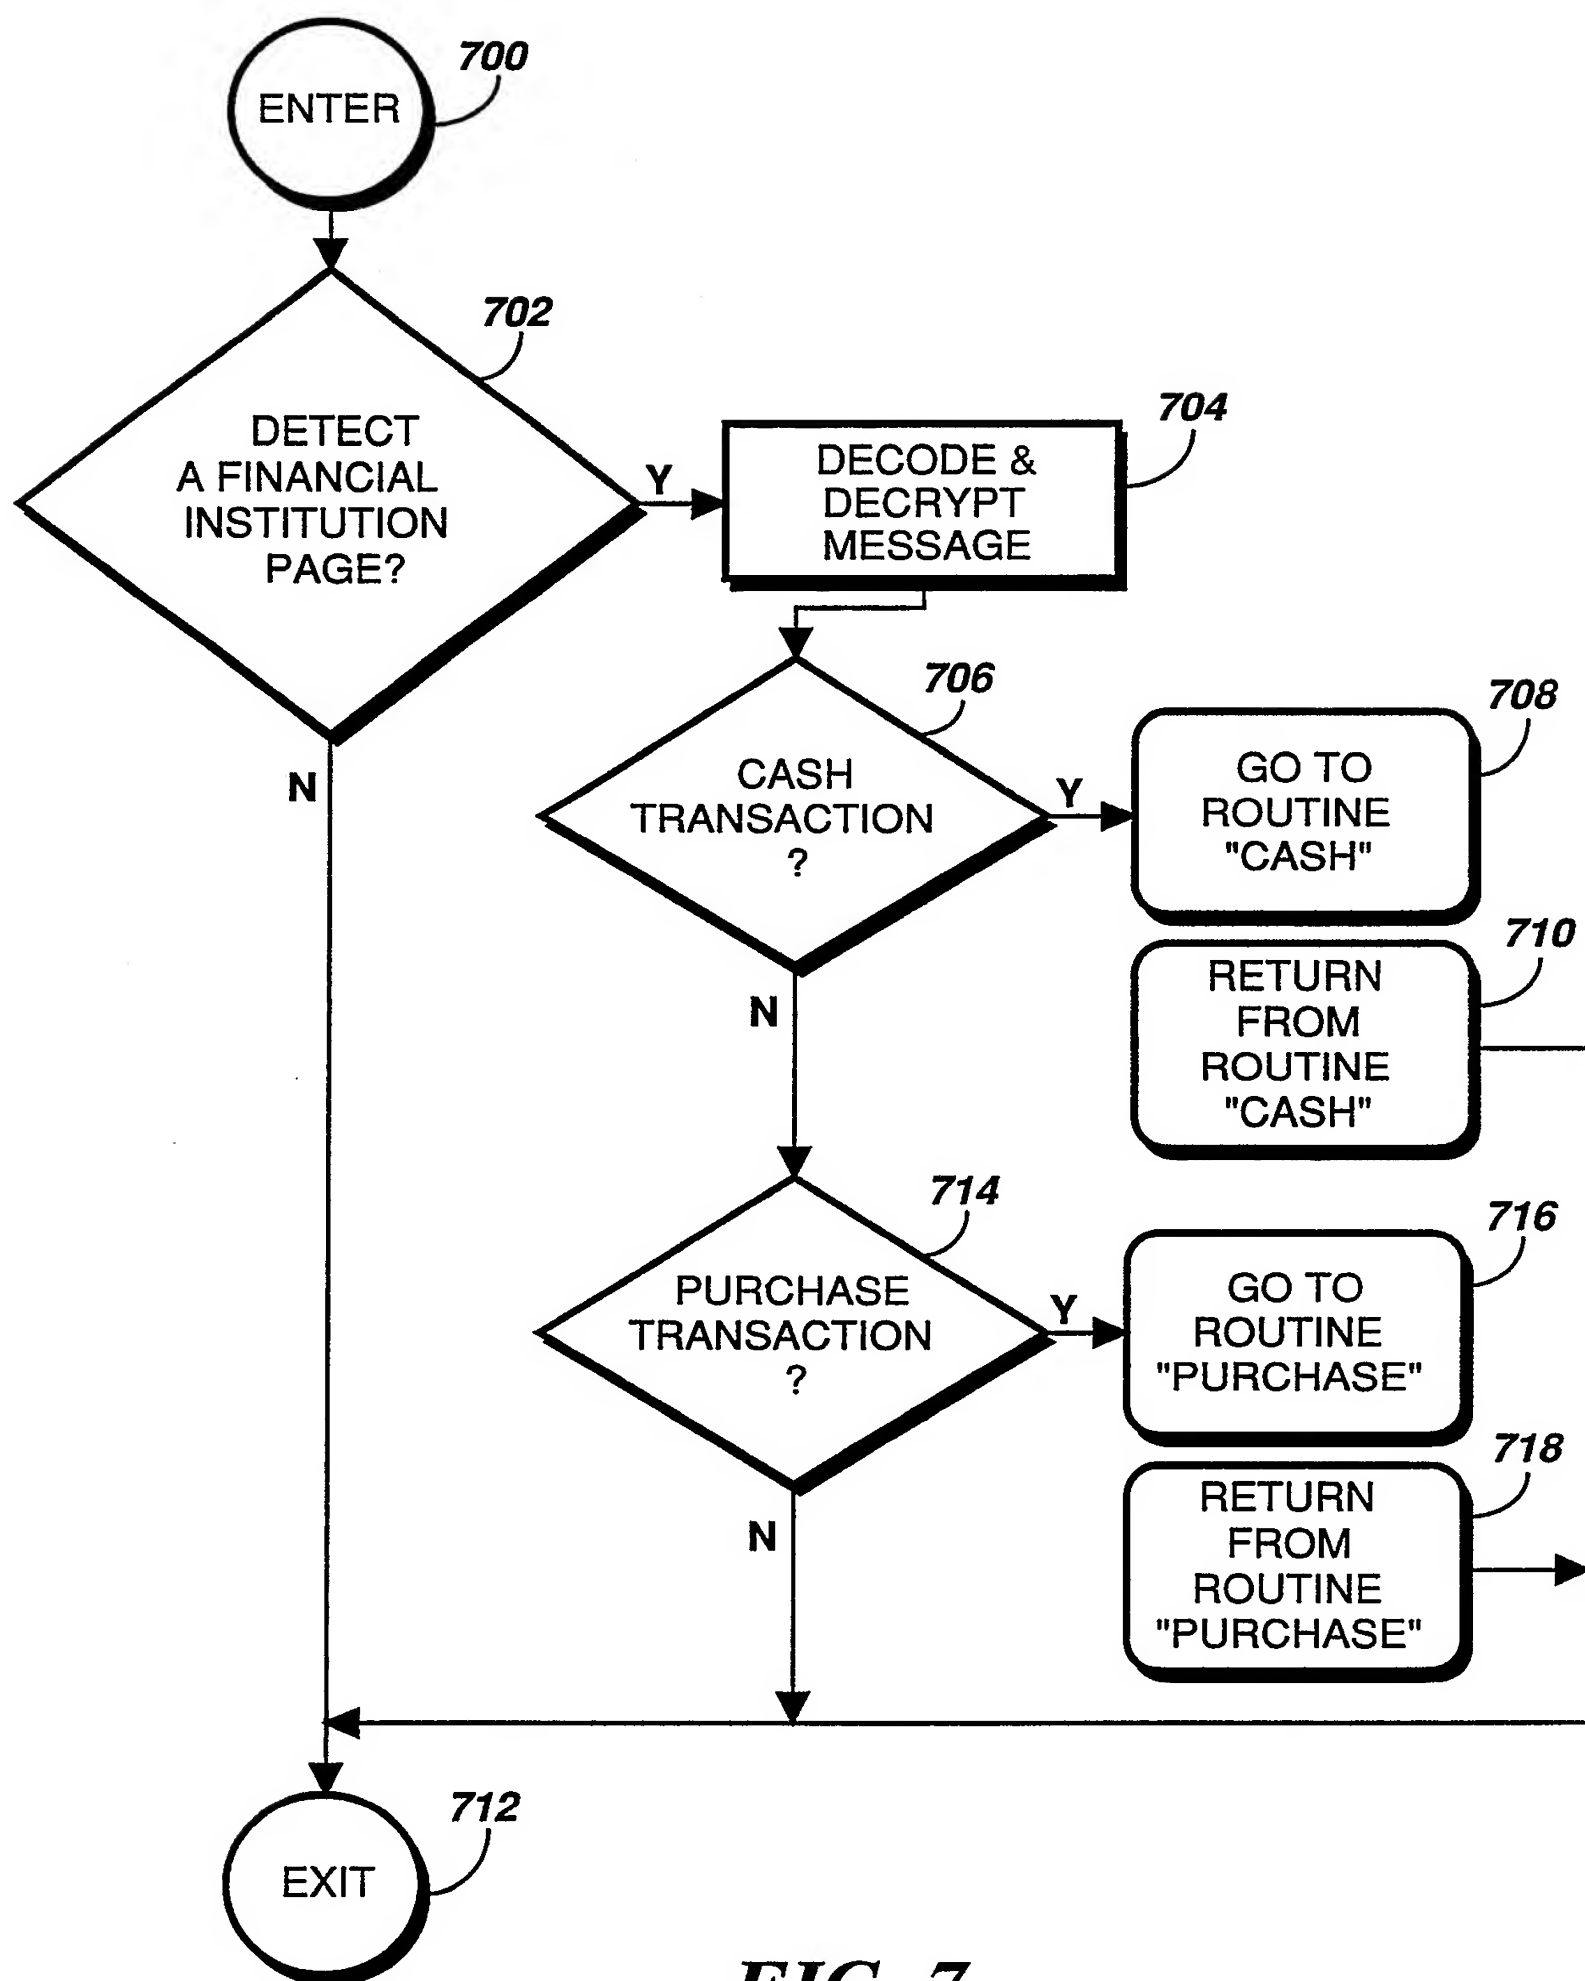 700
ENTER
702
DETECT
A FINANCIAL
INSTITUTION
PAGE?
Y
N
704
DECODE &
DECRYPT
MESSAGE
706
CASH
TRANSACTION
?
Y
N
708
GO TO
ROUTINE
"CASH"
710
RETURN
FROM
ROUTINE
"CASH"
714
PURCHASE
TRANSACTION
?
Y
N
716
GO TO
ROUTINE
"PURCHASE"
718
RETURN
FROM
ROUTINE
"PURCHASE"
712
EXIT
FIG. 7